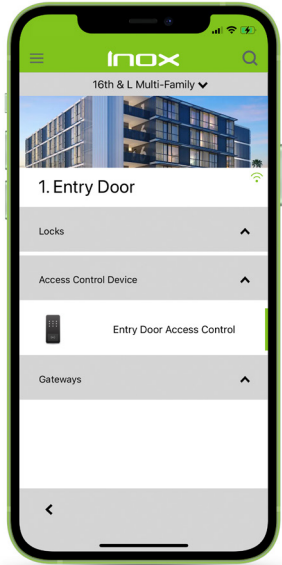 INOX
16th & L Multi-Family
1. Entry Door
Locks
Access Control Device
Entry Door Access Control
Gateways